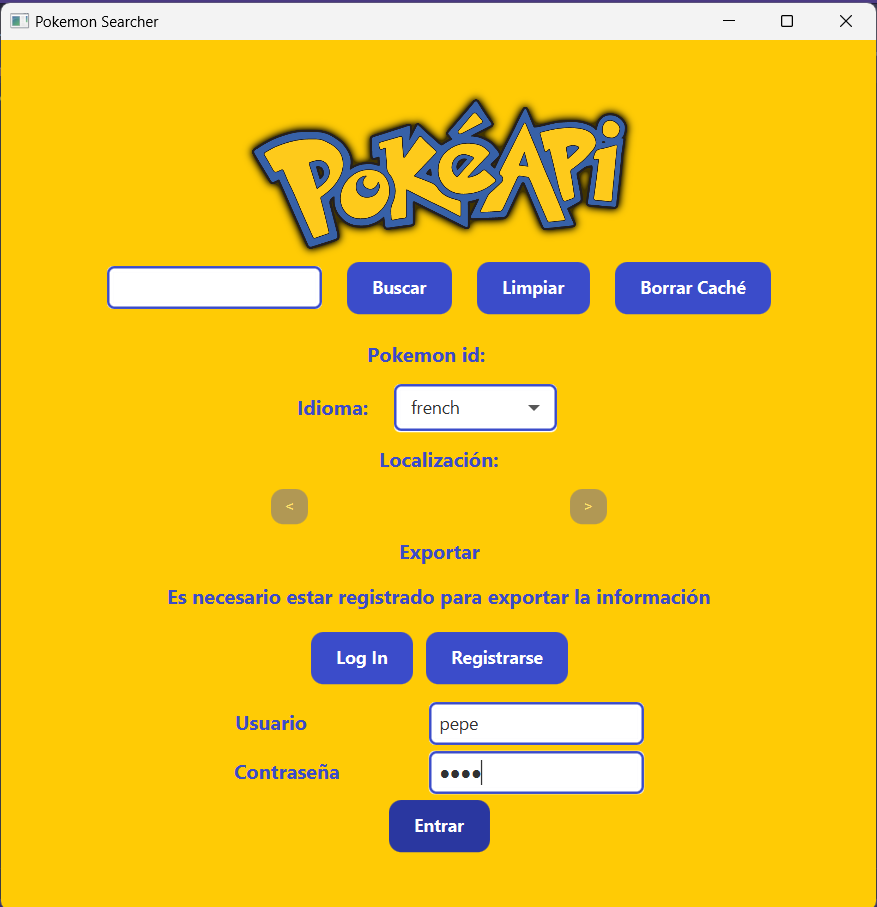 Pokemon Searcher
PokéApi
Buscar
Limpiar
Borrar Caché
Pokemon id:
Idioma:
french
Localización:
<
>
Exportar
Es necesario estar registrado para exportar la información
Log In
Registrarse
Usuario
pepe
Contraseña
●●●●
Entrar